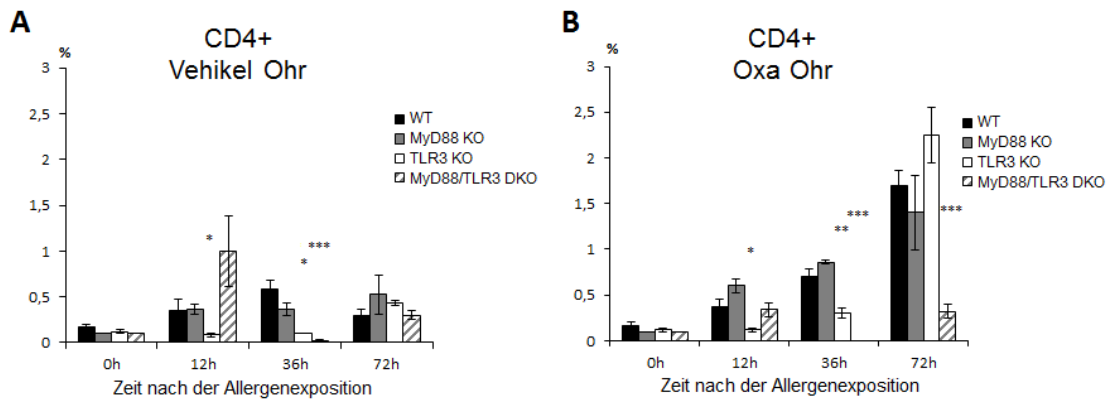 A
CD4+
Vehikel Ohr
%
3
2,5
2
1,5
1
0,5
0
WT
MyD88 KO
TLR3 KO
MyD88/TLR3 DKO
*
***
*
0h 12h 36h 72h
Zeit nach der Allergenexposition
B
CD4+
Oxa Ohr
%
3
2,5
2
1,5
1
0,5
0
WT
MyD88 KO
TLR3 KO
MyD88/TLR3 DKO
*
***
**
***
0h 12h 36h 72h
Zeit nach der Allergenexposition